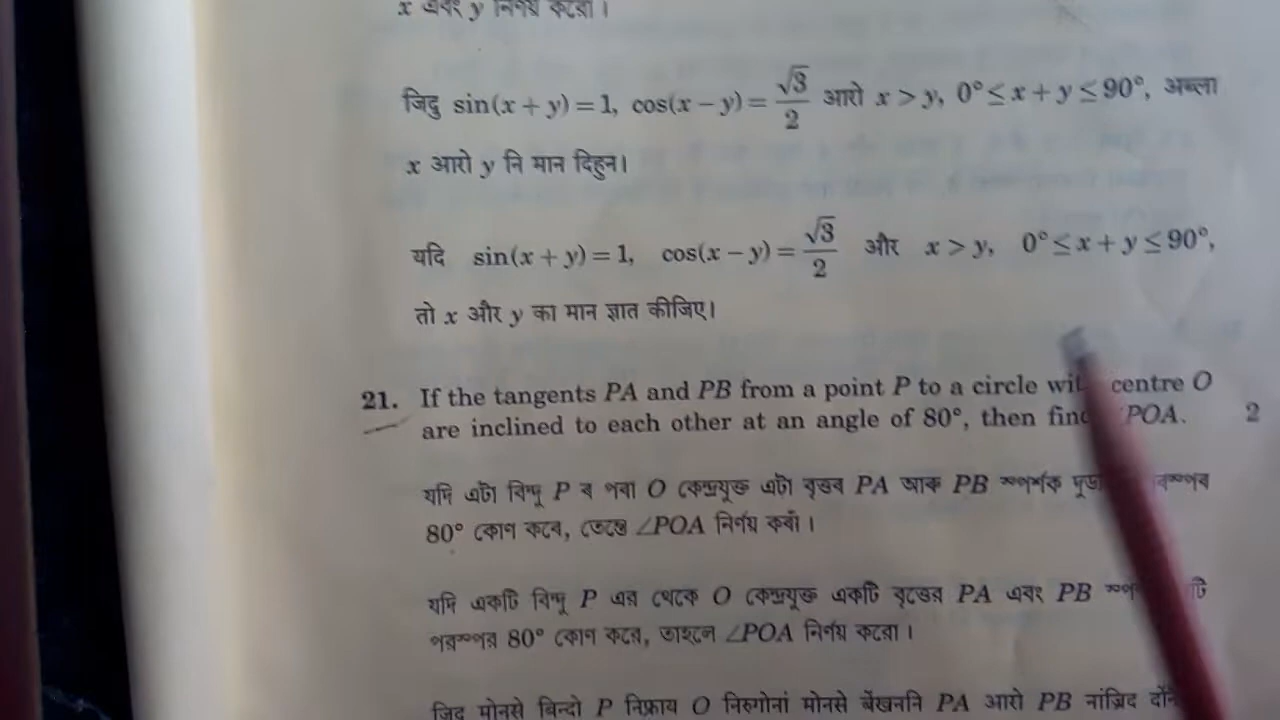 x এবং y নির্ণয় করো।
जिदु sin(x + y) = 1, cos(x − y) = √3/2 आरो x > y, 0° ≤ x + y ≤ 90°, अब्ला
x आरो y नि मान दिहुन।
यदि sin(x + y) = 1, cos(x − y) = √3/2 और x > y, 0° ≤ x + y ≤ 90°,
तो x और y का मान ज्ञात कीजिए।
21. If the tangents PA and PB from a point P to a circle with centre O
are inclined to each other at an angle of 80°, then find POA. 2
যদি এটা বিন্দু P ৰ পৰা O কেন্দ্ৰযুক্ত এটা বৃত্তৰ PA আৰু PB স্পৰ্শক
80° কোণ কৰে, তেন্তে ∠POA নিৰ্ণয় কৰাঁ।
যদি একটি বিন্দু P এর থেকে O কেন্দ্রযুক্ত একটি বৃত্তের PA এবং PB
পরস্পর 80° কোণ করে, তাহলে ∠POA নির্ণয় করো।
जिदु मोनसे बिन्दो P निफ्राय O निरुगोनां मोनसे बेंखननि PA आरो PB नांजिद